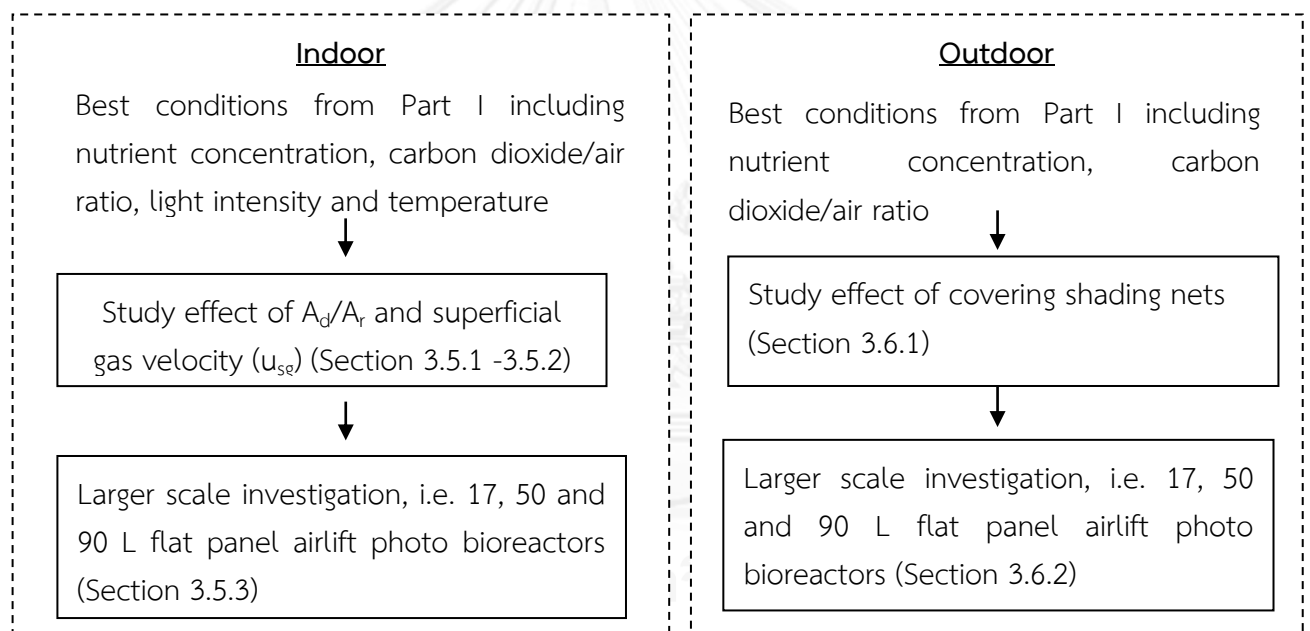 Indoor
Best conditions from Part I including
nutrient concentration, carbon dioxide/air
ratio, light intensity and temperature
Study effect of Ad/Ar and superficial
gas velocity (usg) (Section 3.5.1 -3.5.2)
Larger scale investigation, i.e. 17, 50 and
90 L flat panel airlift photo bioreactors
(Section 3.5.3)
Outdoor
Best conditions from Part I including
nutrient concentration, carbon
dioxide/air ratio
Study effect of covering shading nets
(Section 3.6.1)
Larger scale investigation, i.e. 17, 50
and 90 L flat panel airlift photo
bioreactors (Section 3.6.2)